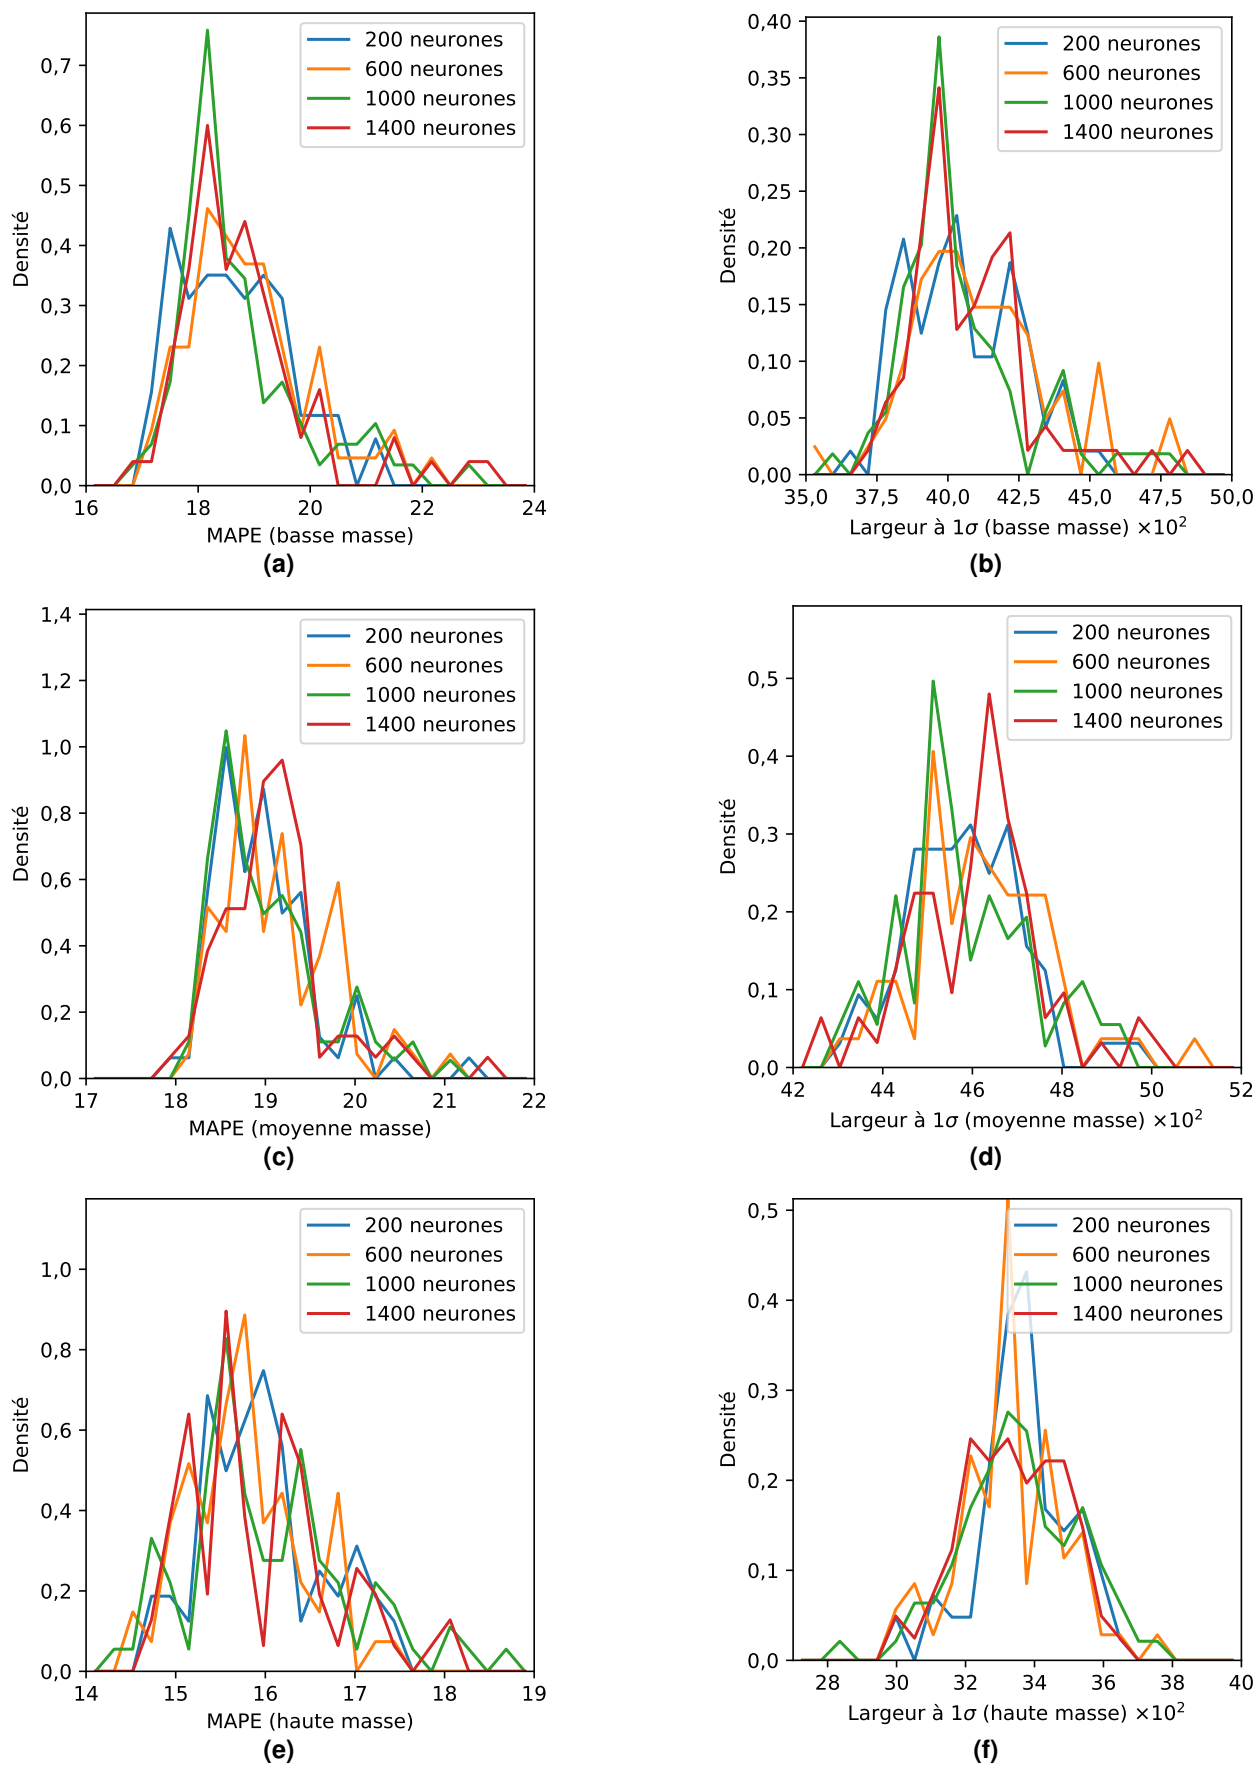 0,7
0,6
0,5
0,4
0,3
0,2
0,1
0,0
Densité
200 neurones
600 neurones
1000 neurones
1400 neurones
16 18 20 22 24
MAPE (basse masse)
(a)
0,40
0,35
0,30
0,25
0,20
0,15
0,10
0,05
0,00
Densité
200 neurones
600 neurones
1000 neurones
1400 neurones
35,0 37,5 40,0 42,5 45,0 47,5 50,0
Largeur à 1σ (basse masse) ×10²
(b)
1,4
1,2
1,0
0,8
0,6
0,4
0,2
0,0
Densité
200 neurones
600 neurones
1000 neurones
1400 neurones
17 18 19 20 21 22
MAPE (moyenne masse)
(c)
0,5
0,4
0,3
0,2
0,1
0,0
Densité
200 neurones
600 neurones
1000 neurones
1400 neurones
42 44 46 48 50 52
Largeur à 1σ (moyenne masse) ×10²
(d)
1,0
0,8
0,6
0,4
0,2
0,0
Densité
200 neurones
600 neurones
1000 neurones
1400 neurones
14 15 16 17 18 19
MAPE (haute masse)
(e)
0,5
0,4
0,3
0,2
0,1
0,0
Densité
200 neurones
600 neurones
1000 neurones
1400 neurones
28 30 32 34 36 38 40
Largeur à 1σ (haute masse) ×10²
(f)